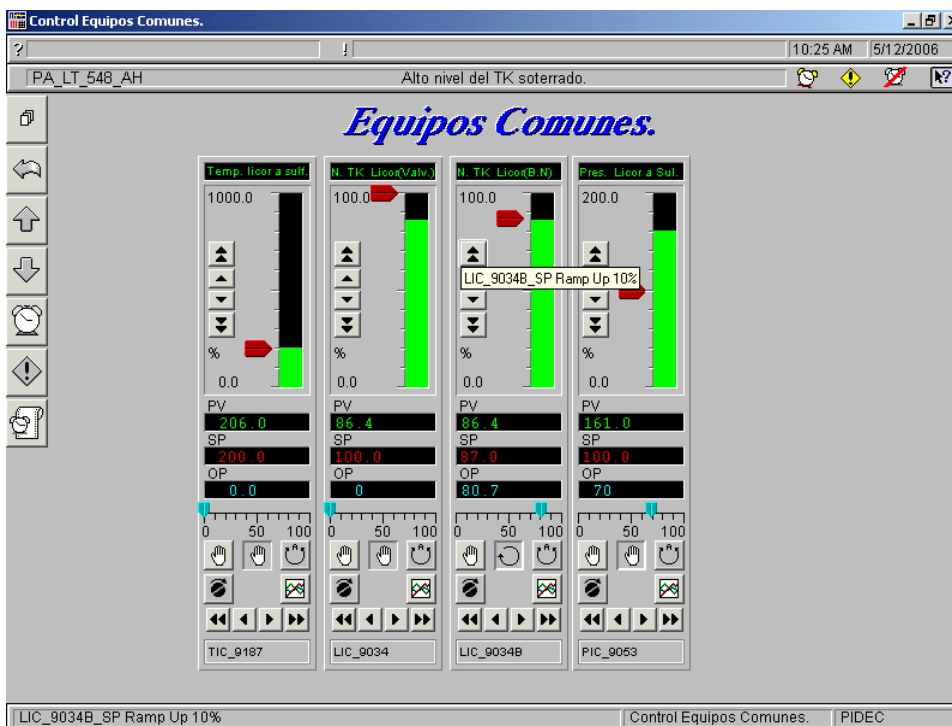 Control Equipos Comunes.
?
!
10:25 AM
5/12/2006
PA_LT_548_AH
Alto nivel del TK soterrado.
Equipos Comunes.
Temp. licor a sulf.
1000.0
%
0.0
PV
206.0
SP
200.0
OP
0.0
0 50 100
TIC_9187
N. TK Licor(Valv.)
100.0
%
0.0
PV
86.4
SP
100.0
OP
0
0 50 100
LIC_9034
N. TK Licor(B.N)
100.0
LIC_9034B_SP Ramp Up 10%
%
0.0
PV
86.4
SP
87.0
OP
80.7
0 50 100
LIC_9034B
Pres. Licor a Sul.
200.0
%
0.0
PV
161.0
SP
100.0
OP
70
0 50 100
PIC_9053
LIC_9034B_SP Ramp Up 10%
Control Equipos Comunes.
PIDEC